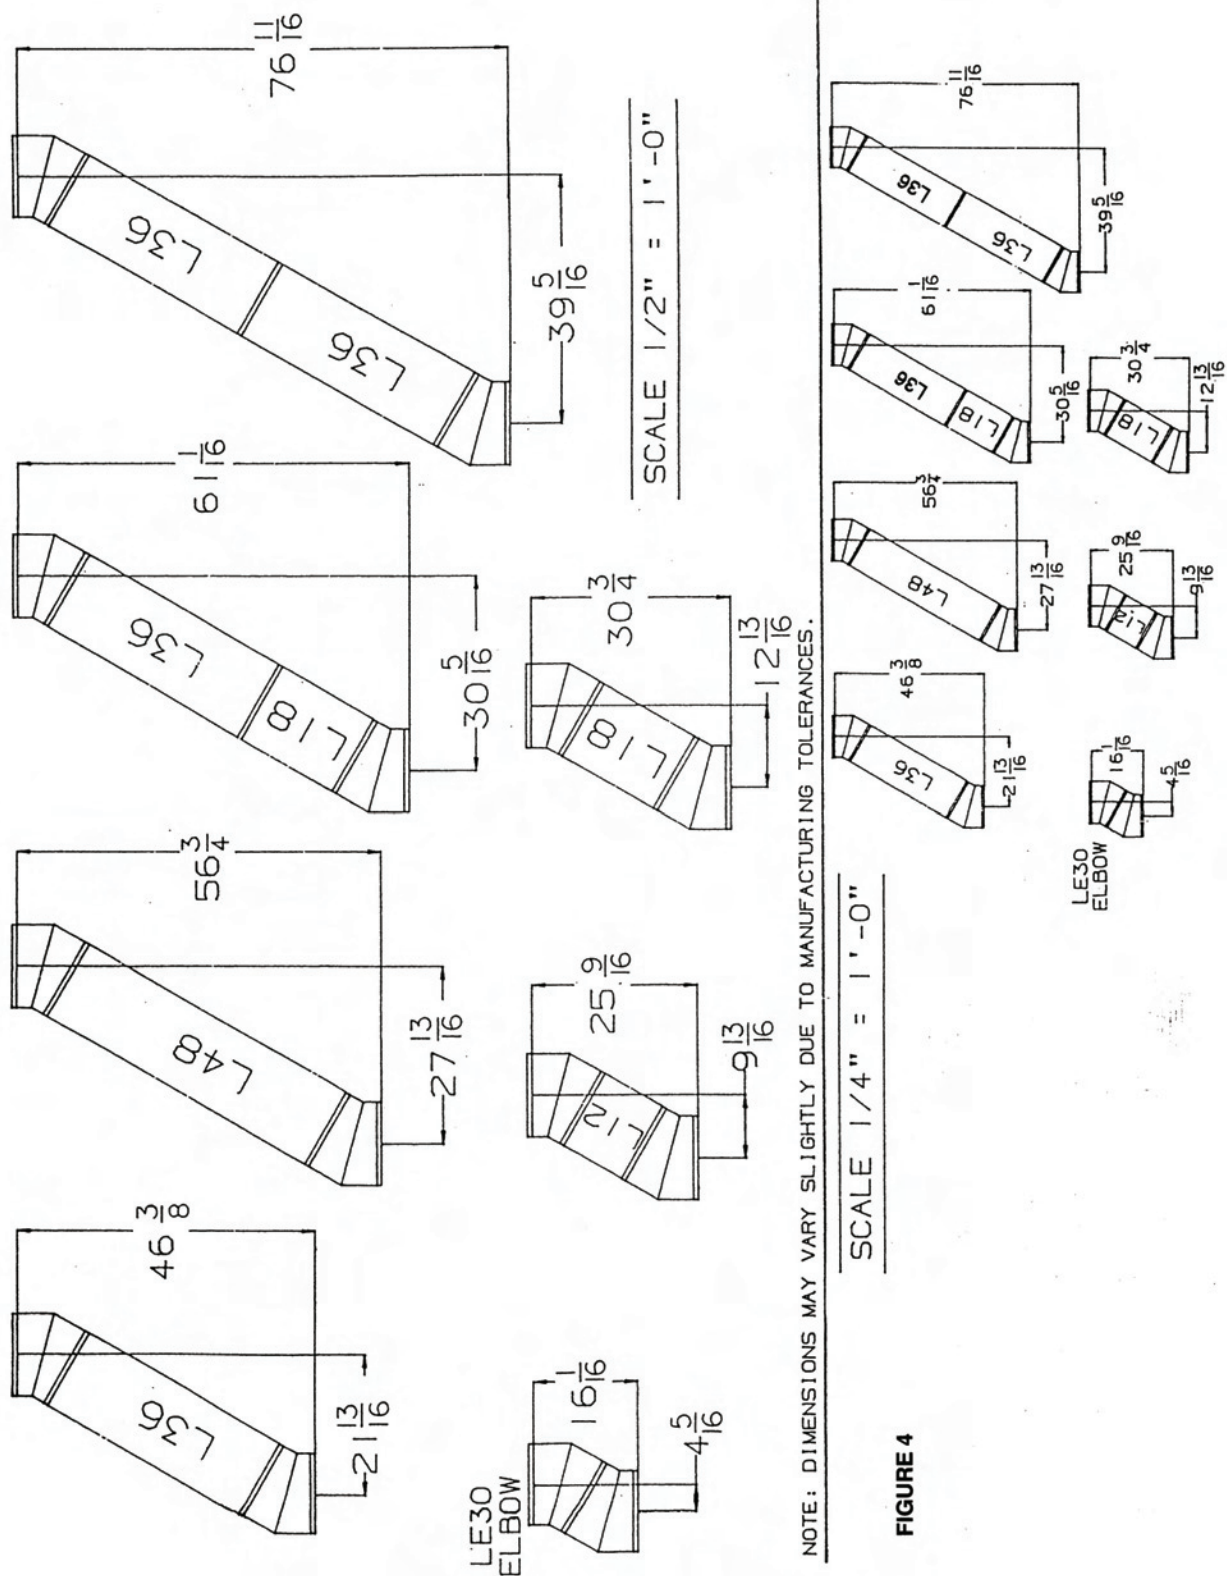 76 11/16
L36
L36
39 5/16
SCALE 1/2" = 1'-0"
61 1/16
L36
L18
30 5/16
30 3/4
L18
12 13/16
56 3/4
L48
27 13/16
25 9/16
L12
9 13/16
46 3/8
L36
21 13/16
LE30
ELBOW
16 1/16
4 5/16
NOTE: DIMENSIONS MAY VARY SLIGHTLY DUE TO MANUFACTURING TOLERANCES.
76 11/16
L36
L36
39 5/16
61 1/16
L36
L18
30 5/16
30 3/4
L18
12 13/16
56 3/4
L48
27 13/16
25 9/16
L12
9 13/16
46 3/8
L36
21 13/16
LE30
ELBOW
16 1/16
4 5/16
SCALE 1/4" = 1'-0"
FIGURE 4